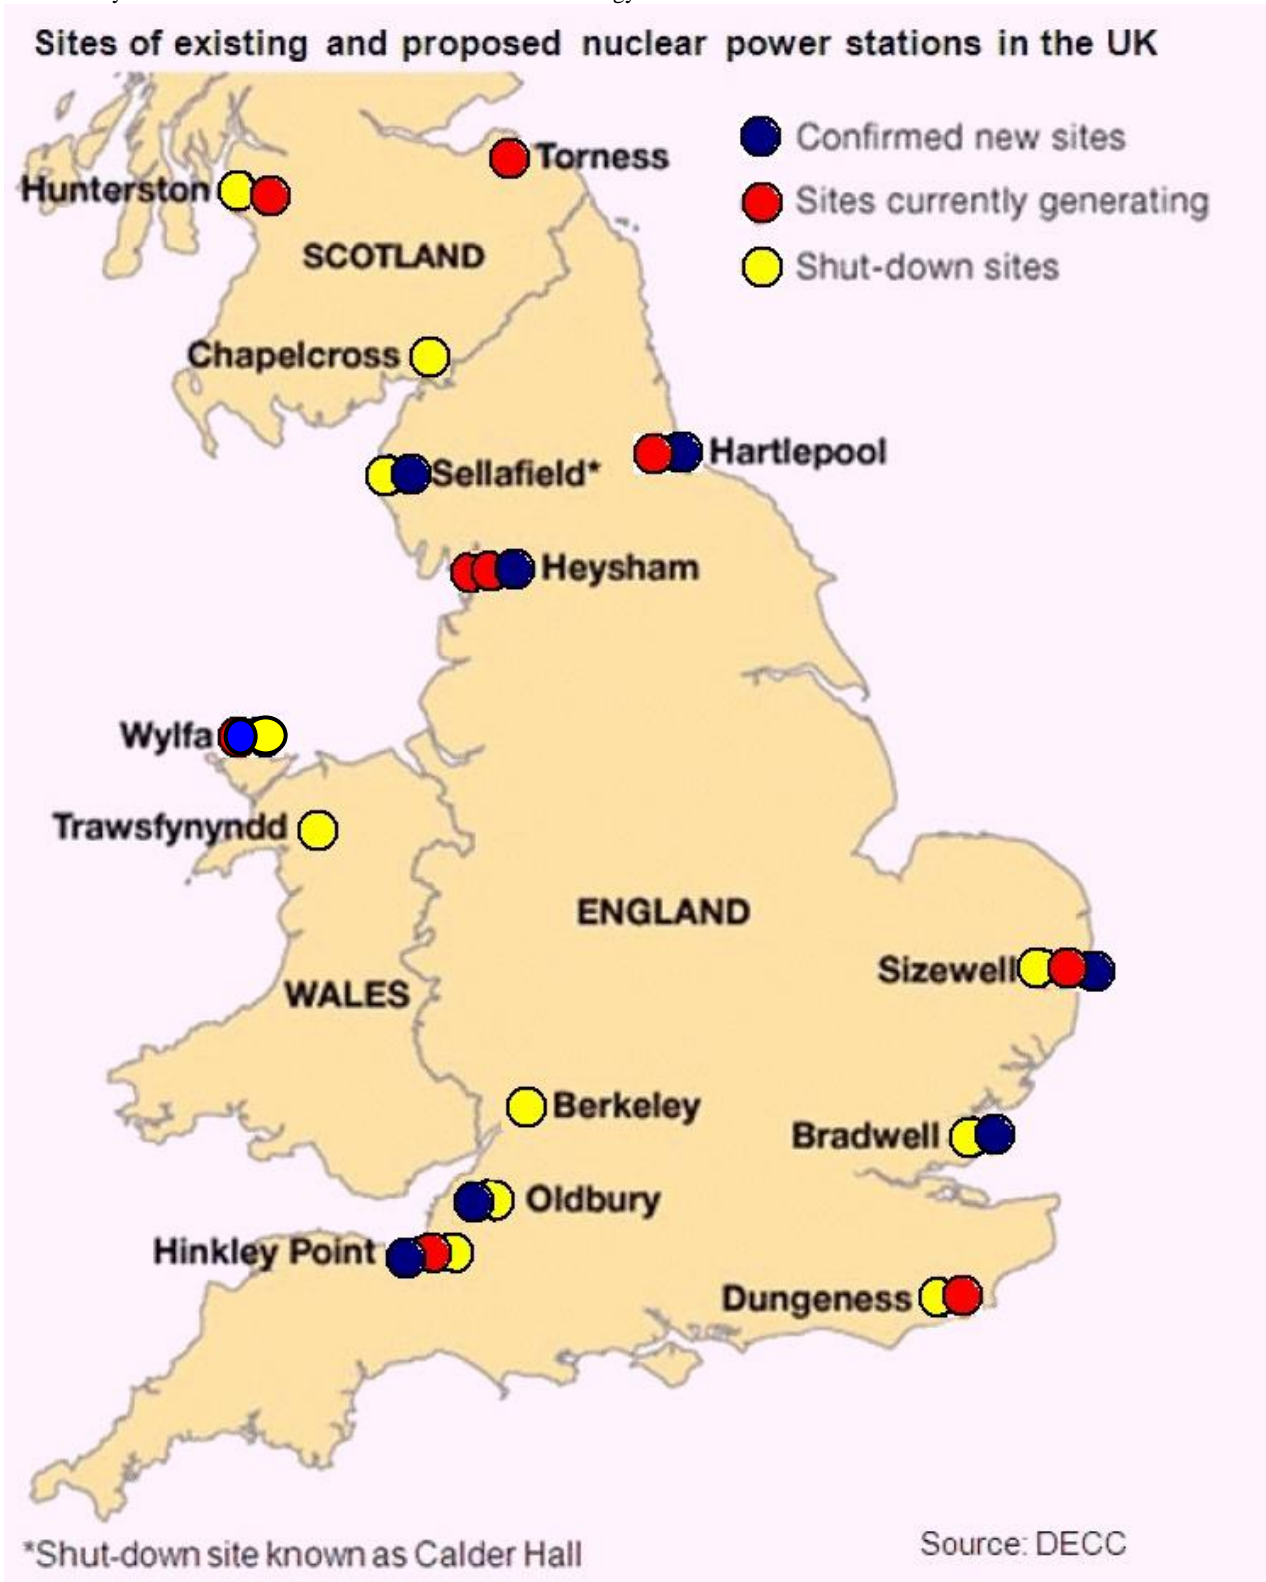 Sites of existing and proposed nuclear power stations in the UK
Confirmed new sites
Torness
Hunterston
Sites currently generating
SCOTLAND
Shut-down sites
Chapelcross
Hartlepool
Sellafield*
Heysham
Wylfa
Trawsfynyndd
ENGLAND
Sizewell
WALES
Berkeley
Bradwell
Oldbury
Hinkley Point
Dungeness
*Shut-down site known as Calder Hall
Source: DECC